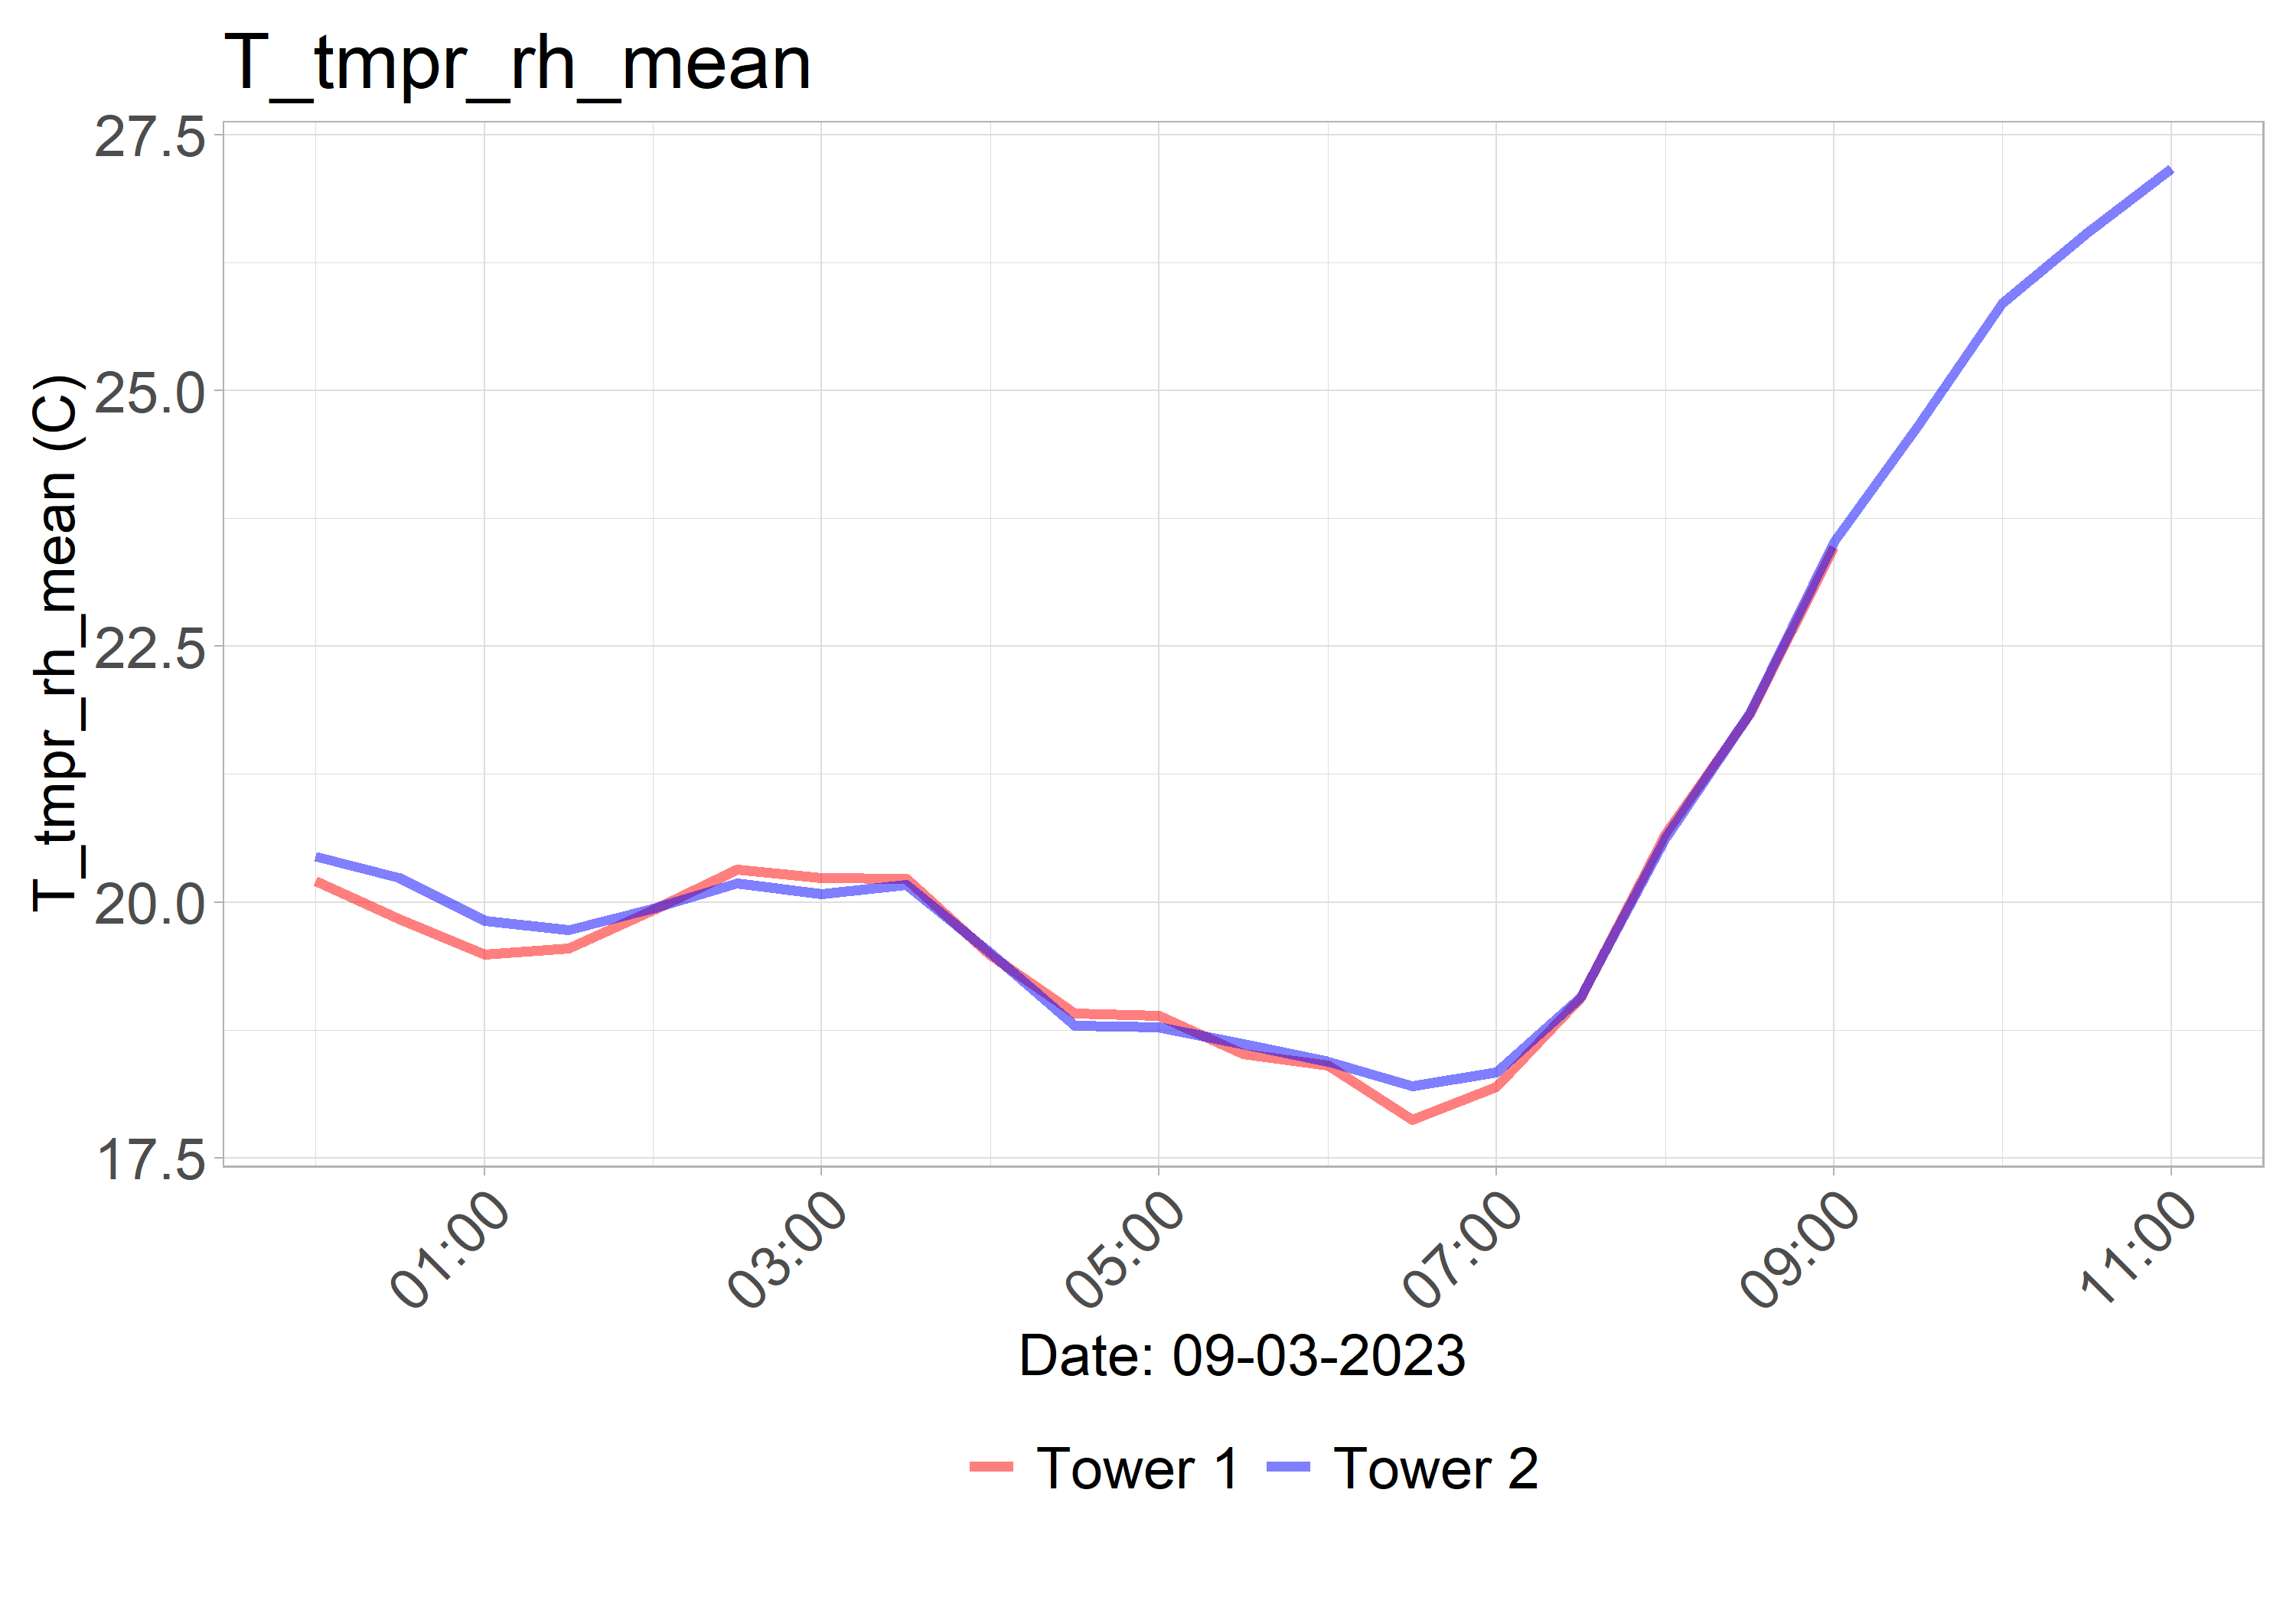 T_tmpr_rh_mean
T_tmpr_rh_mean (C)
27.5
25.0
22.5
20.0
17.5
01:00
03:00
05:00
07:00
09:00
11:00
Date: 09-03-2023
Tower 1
Tower 2